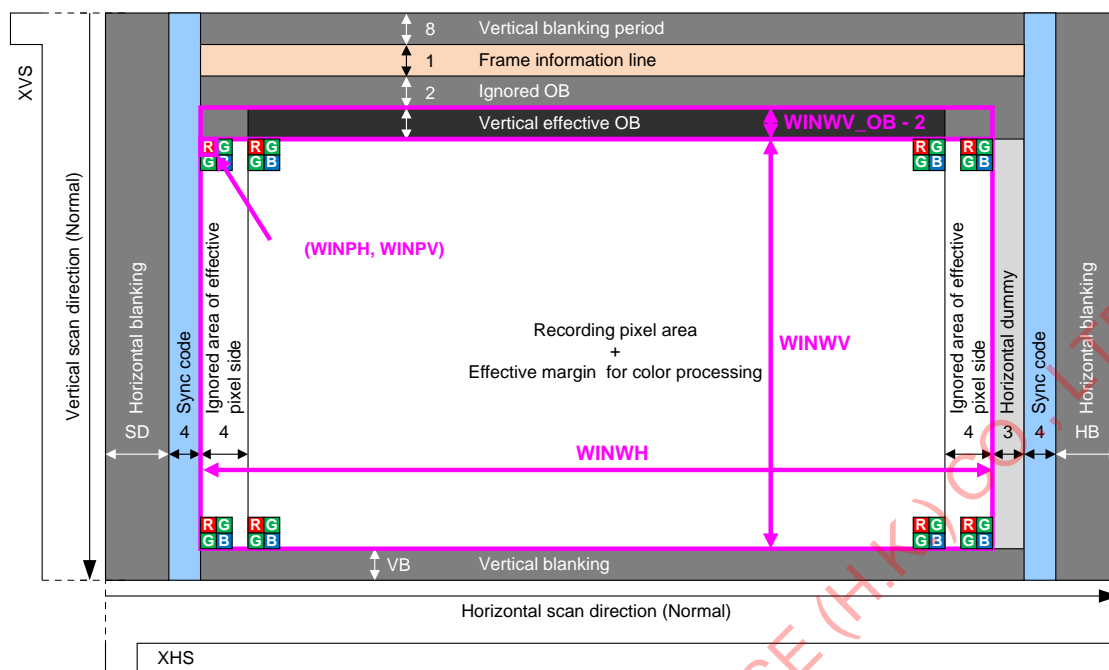 XVS
Vertical scan direction (Normal)
8 Vertical blanking period
1 Frame information line
2 Ignored OB
Vertical effective OB
WINWV_OB - 2
R G R G R G R G
G B G B G B G B
(WINPH, WINPV)
Horizontal blanking
SD
Sync code
4
Ignored area of effective
pixel side
4
Recording pixel area
+
Effective margin for color processing
WINWV
WINWH
Ignored area of effective
pixel side
4
Horizontal dummy
3
Sync code
4
Horizontal blanking
HB
R G R G R G R G
G B G B G B G B
VB Vertical blanking
Horizontal scan direction (Normal)
XHS
SE (H.K.) CO., LT